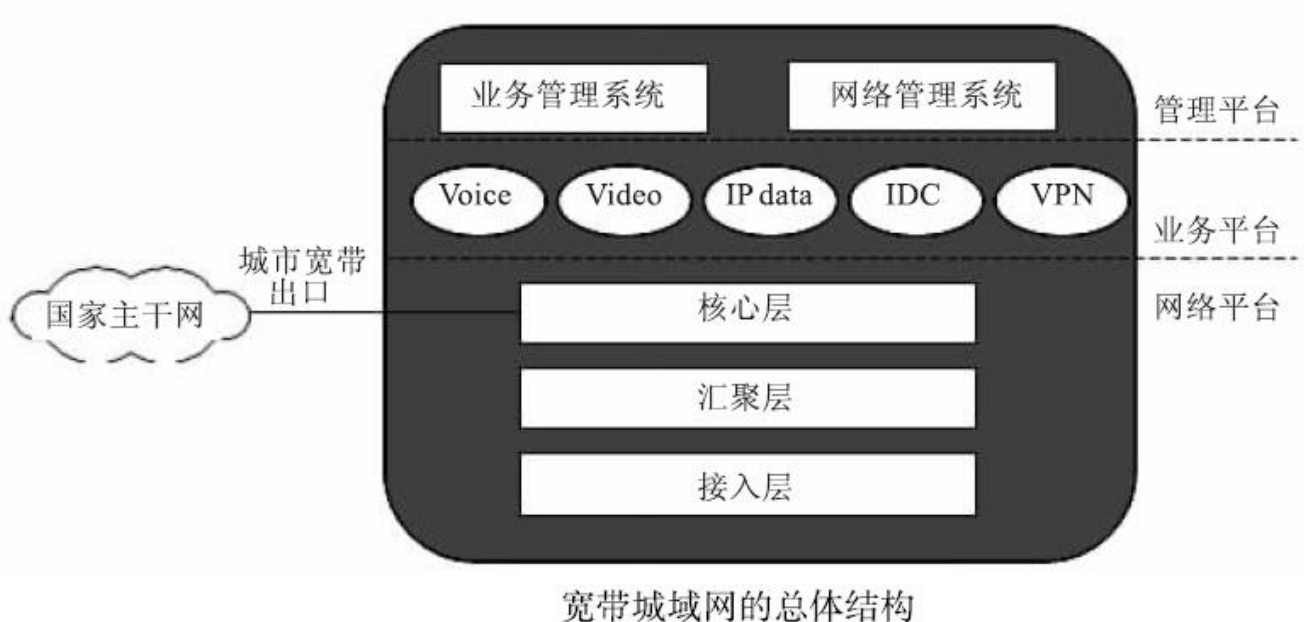 业务管理系统
网络管理系统
管理平台
Voice
Video
IP data
IDC
VPN
业务平台
城市宽带
出口
国家主干网
核心层
网络平台
汇聚层
接入层
宽带城域网的总体结构